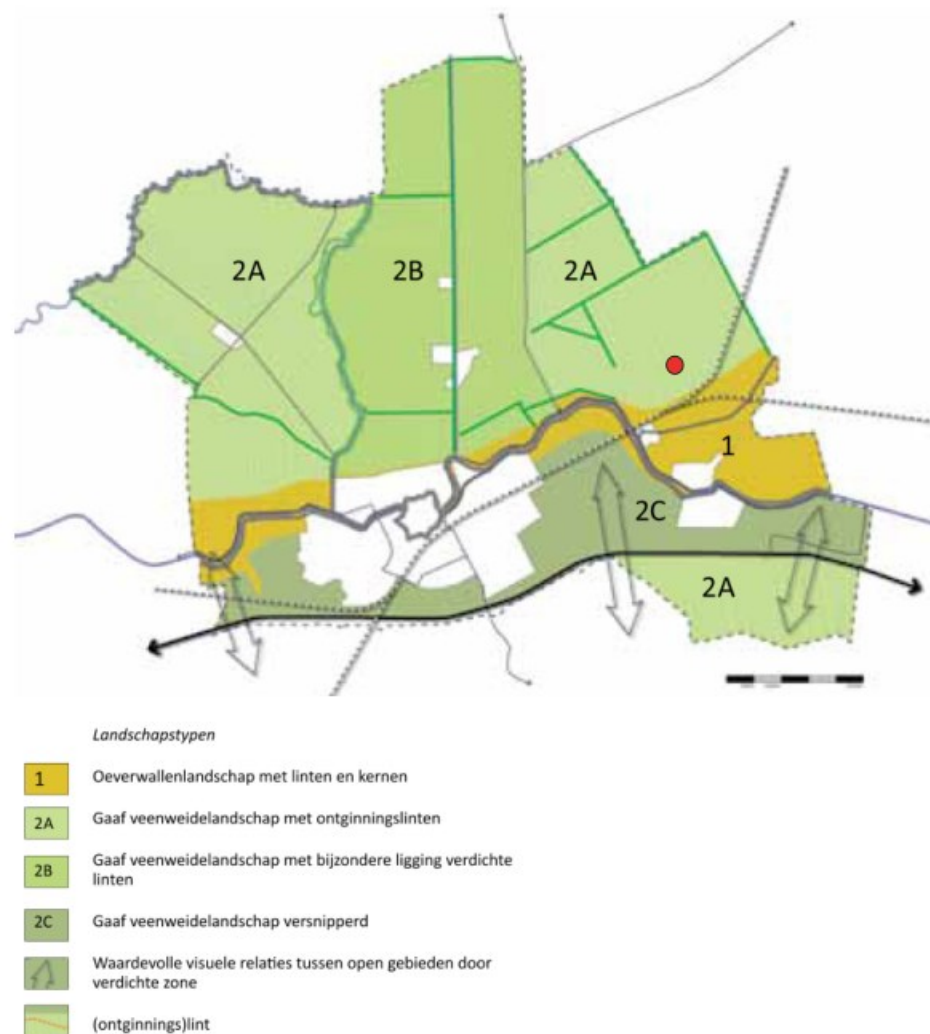 2A
2B
2A
1
2C
2A
Landschapstypen
1 Oeverwallenlandschap met linten en kernen
2A Gaaf veenweidelandschap met ontginningslinten
2B Gaaf veenweidelandschap met bijzondere ligging verdichte
linten
2C Gaaf veenweidelandschap versnipperd
Waardevolle visuele relaties tussen open gebieden door
verdichte zone
(ontginnings)lint